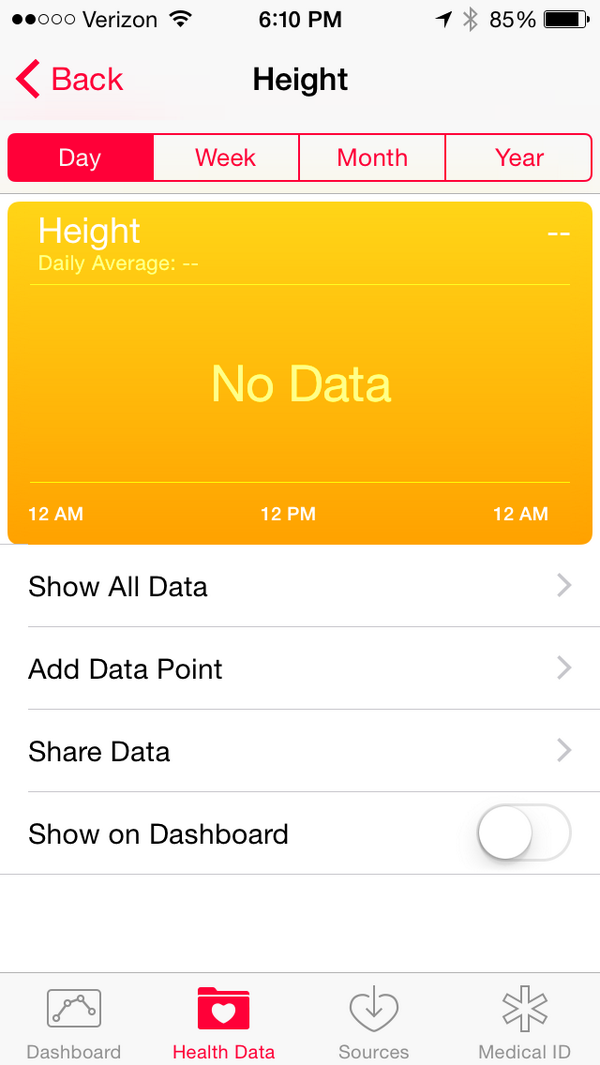 Verizon 6:10 PM 85%
Back Height
Day Week Month Year
Height --
Daily Average: --
No Data
12 AM 12 PM 12 AM
Show All Data
Add Data Point
Share Data
Show on Dashboard
Dashboard Health Data Sources Medical ID